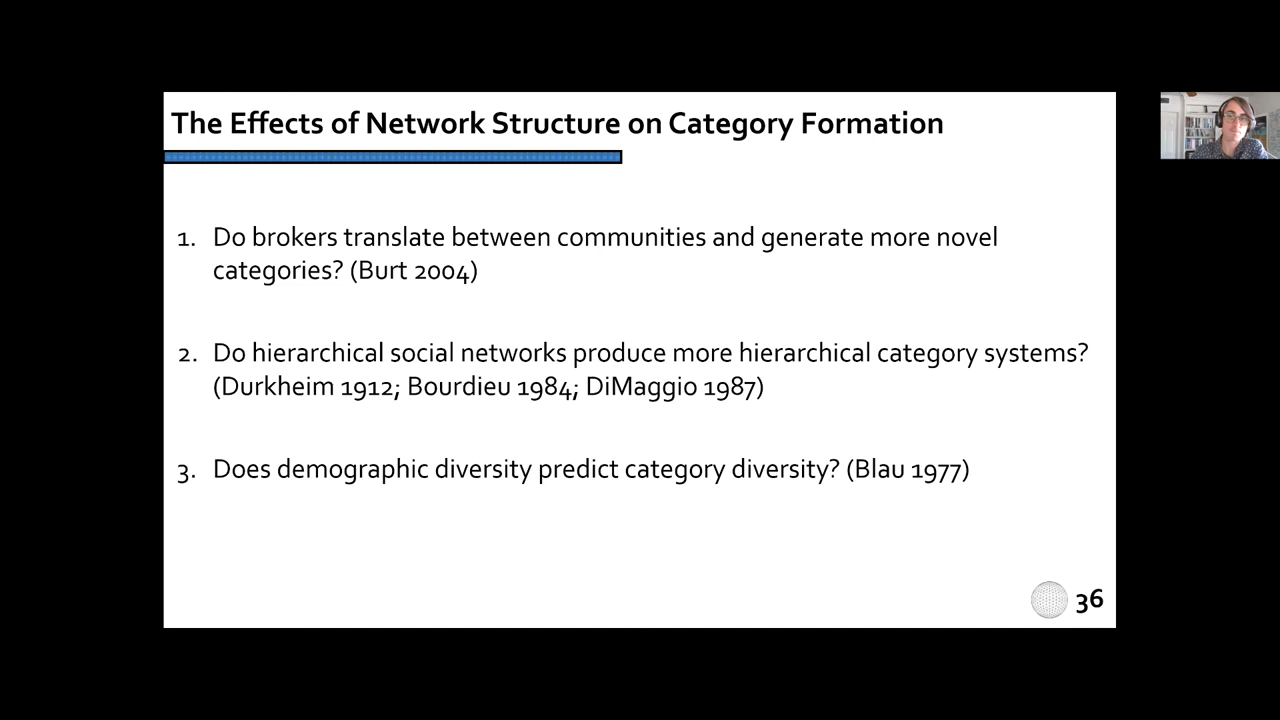 The Effects of Network Structure on Category Formation
1. Do brokers translate between communities and generate more novel
categories? (Burt 2004)
2. Do hierarchical social networks produce more hierarchical category systems?
(Durkheim 1912; Bourdieu 1984; DiMaggio 1987)
3. Does demographic diversity predict category diversity? (Blau 1977)
36